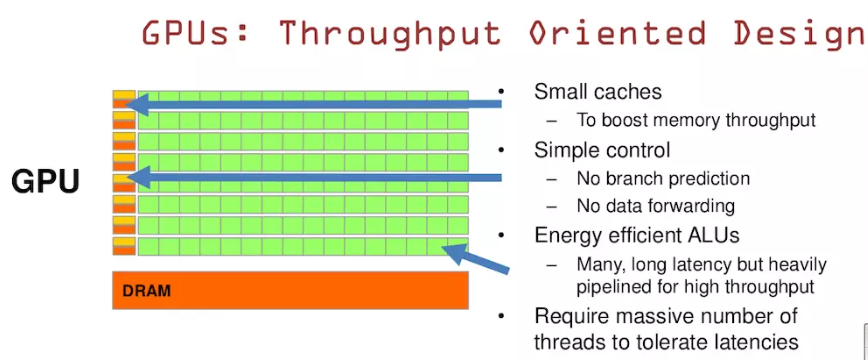 GPUs: Throughput Oriented Design
GPU
DRAM
• Small caches
– To boost memory throughput
• Simple control
– No branch prediction
– No data forwarding
• Energy efficient ALUs
– Many, long latency but heavily
pipelined for high throughput
• Require massive number of
threads to tolerate latencies